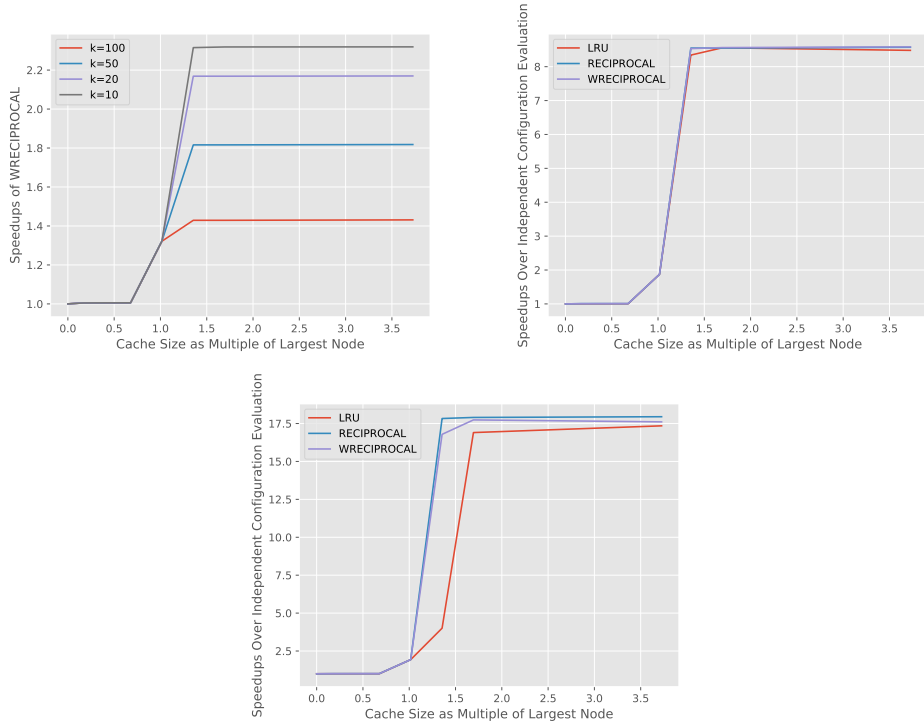 Speedups of WRECIPROCAL
k=100
k=50
k=20
k=10
2.2
2.0
1.8
1.6
1.4
1.2
1.0
0.0 0.5 1.0 1.5 2.0 2.5 3.0 3.5
Cache Size as Multiple of Largest Node
Speedups Over Independent Configuration Evaluation
LRU
RECIPROCAL
WRECIPROCAL
8
7
6
5
4
3
2
1
0.0 0.5 1.0 1.5 2.0 2.5 3.0 3.5
Cache Size as Multiple of Largest Node
Speedups Over Independent Configuration Evaluation
LRU
RECIPROCAL
WRECIPROCAL
17.5
15.0
12.5
10.0
7.5
5.0
2.5
0.0 0.5 1.0 1.5 2.0 2.5 3.0 3.5
Cache Size as Multiple of Largest Node